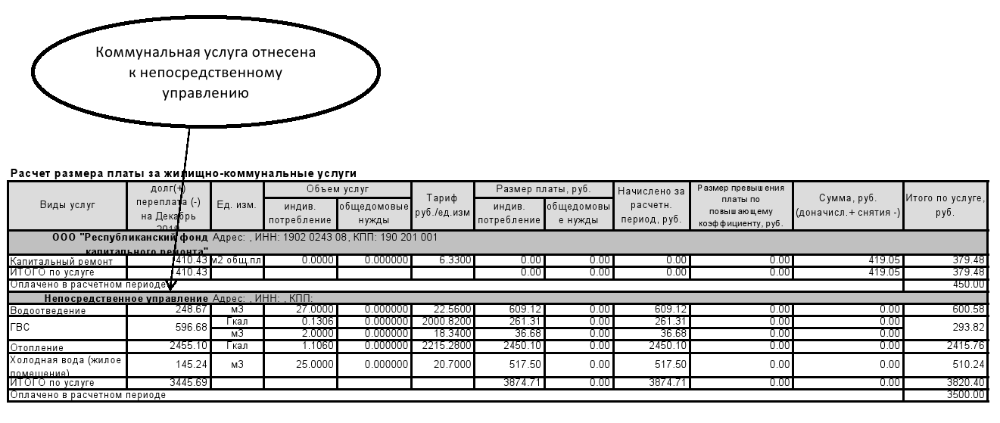 Коммунальная услуга отнесена
к непосредственному
управлению
Расчет размера платы за жилищно-коммунальные услуги
Виды услуг долг(+) переплата (-) на Декабрь Ед. изм. Объем услуг Тариф руб./ед.изм Размер платы, руб. Начислено за расчетн. период, руб. Размер превышения платы по повышающему коэффициенту, руб. Сумма, руб. (доначисл.+ снятия -) Итого по услуге, руб.
индив. потребление общедомовые нужды индив. потребление общедомовы е нужды
ООО "Республиканский фонд капитального ремонта" Адрес: , ИНН: 1902 0243 08, КПП: 190 201 001
Капитальный ремонт 410.43 м2 общ.пл 0.0000 0.000000 6.3300 0.00 0.00 0.00 0.00 419.05 379.48
ИТОГО по услуге 410.43 0.00 0.00 0.00 0.00 419.05 379.48
Оплачено в расчетном периоде 450.00
Непосредственное управление Адрес: , ИНН: , КПП:
Водоотведение 248.67 м3 27.0000 0.000000 22.5600 609.12 0.00 609.12 0.00 0.00 600.58
ГВС 596.68 Гкал 0.1306 0.000000 2000.8200 261.31 0.00 261.31 0.00 0.00 293.82
м3 2.0000 0.000000 18.3400 36.68 0.00 36.68 0.00 0.00
Отопление 2455.10 Гкал 1.1060 0.000000 2215.2800 2450.10 0.00 2450.10 0.00 0.00 2415.76
Холодная вода (жилое помещение) 145.24 м3 25.0000 0.000000 20.7000 517.50 0.00 517.50 0.00 0.00 510.24
ИТОГО по услуге 3445.69 3874.71 0.00 3874.71 0.00 0.00 3820.40
Оплачено в расчетном периоде 3500.00